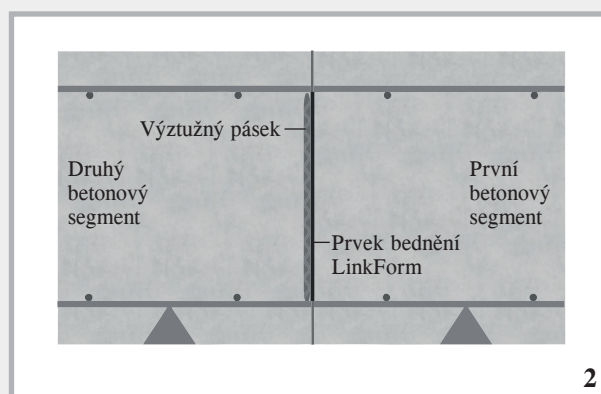 Výztužný pásek
Druhý
betonový
segment
První
betonový
segment
Prvek bednění
LinkForm
2